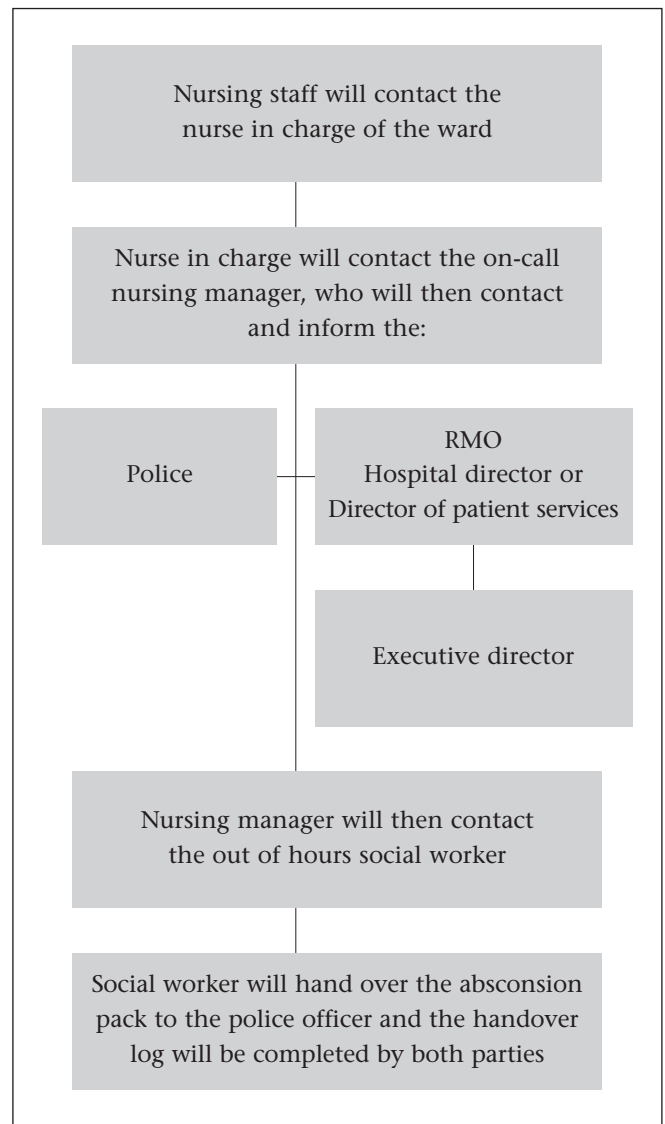 Nursing staff will contact the
nurse in charge of the ward
Nurse in charge will contact the on-call
nursing manager, who will then contact
and inform the:
Police
RMO
Hospital director or
Director of patient services
Executive director
Nursing manager will then contact
the out of hours social worker
Social worker will hand over the absconsion
pack to the police officer and the handover
log will be completed by both parties